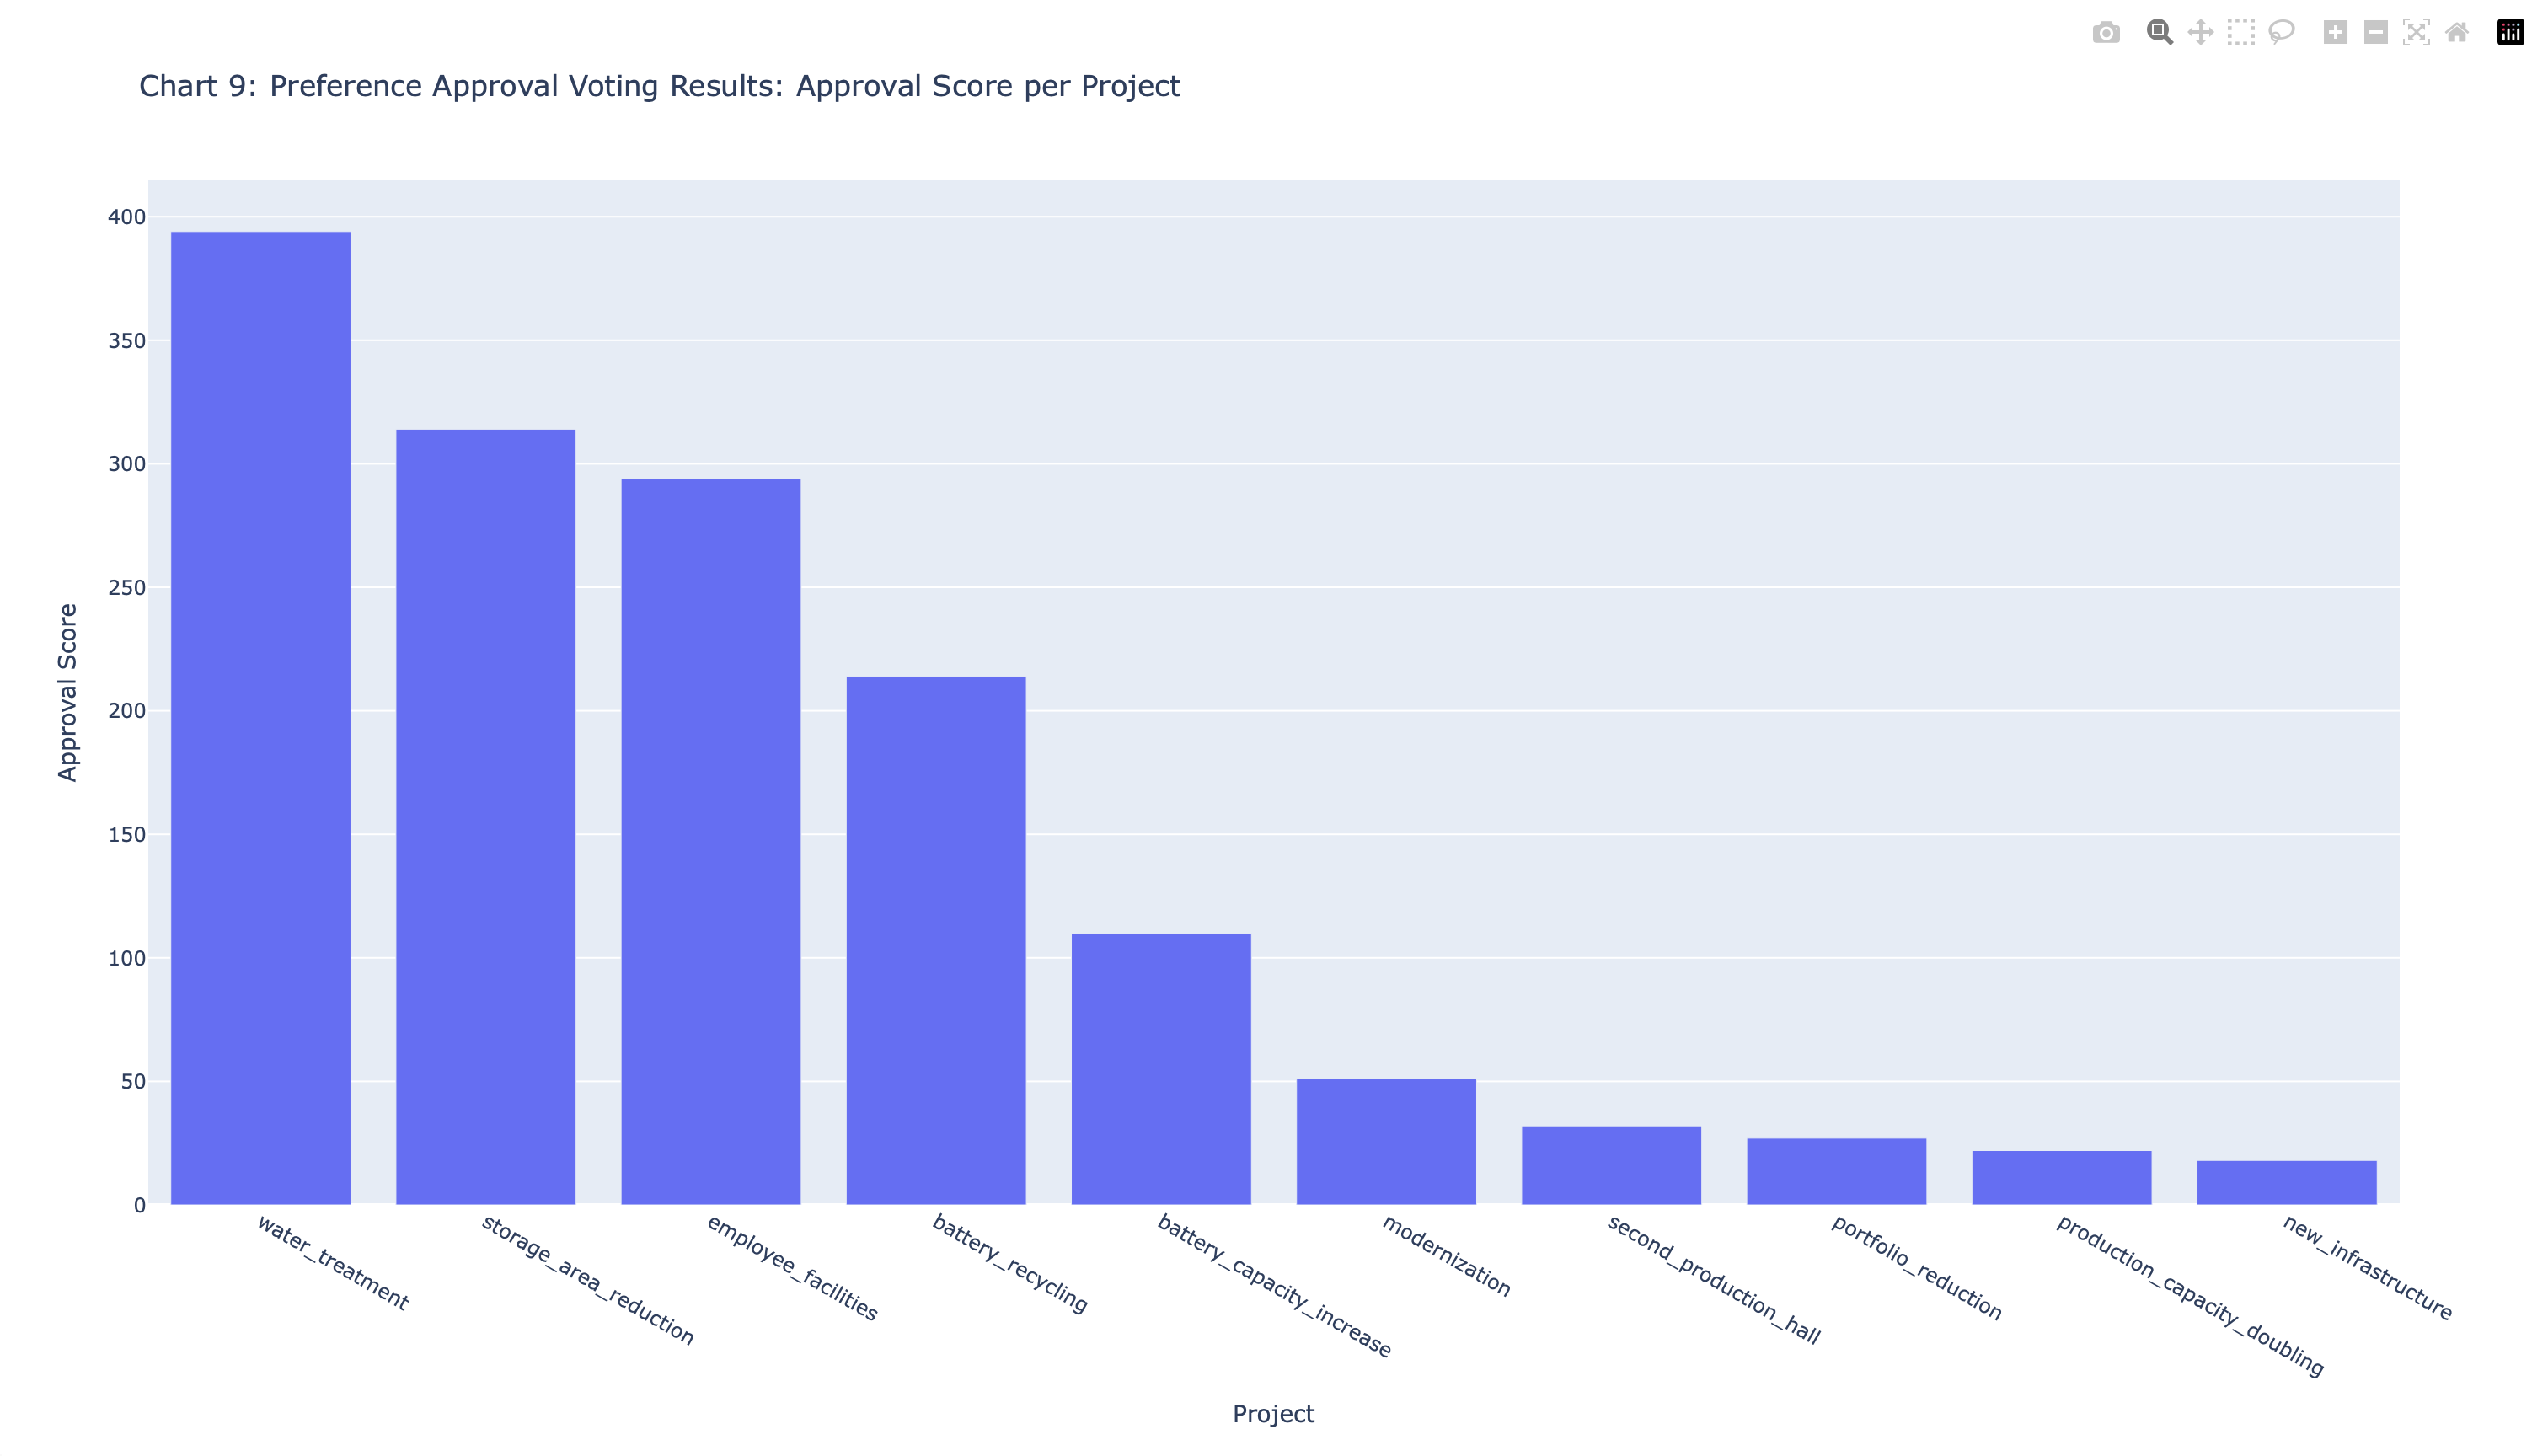 Chart 9: Preference Approval Voting Results: Approval Score per Project
400
350
300
250
200
150
100
50
0
Approval Score
water_treatment
storage_area_reduction
employee_facilities
battery_recycling
battery_capacity_increase
modernization
second_production_hall
portfolio_reduction
production_capacity_doubling
new_infrastructure
Project